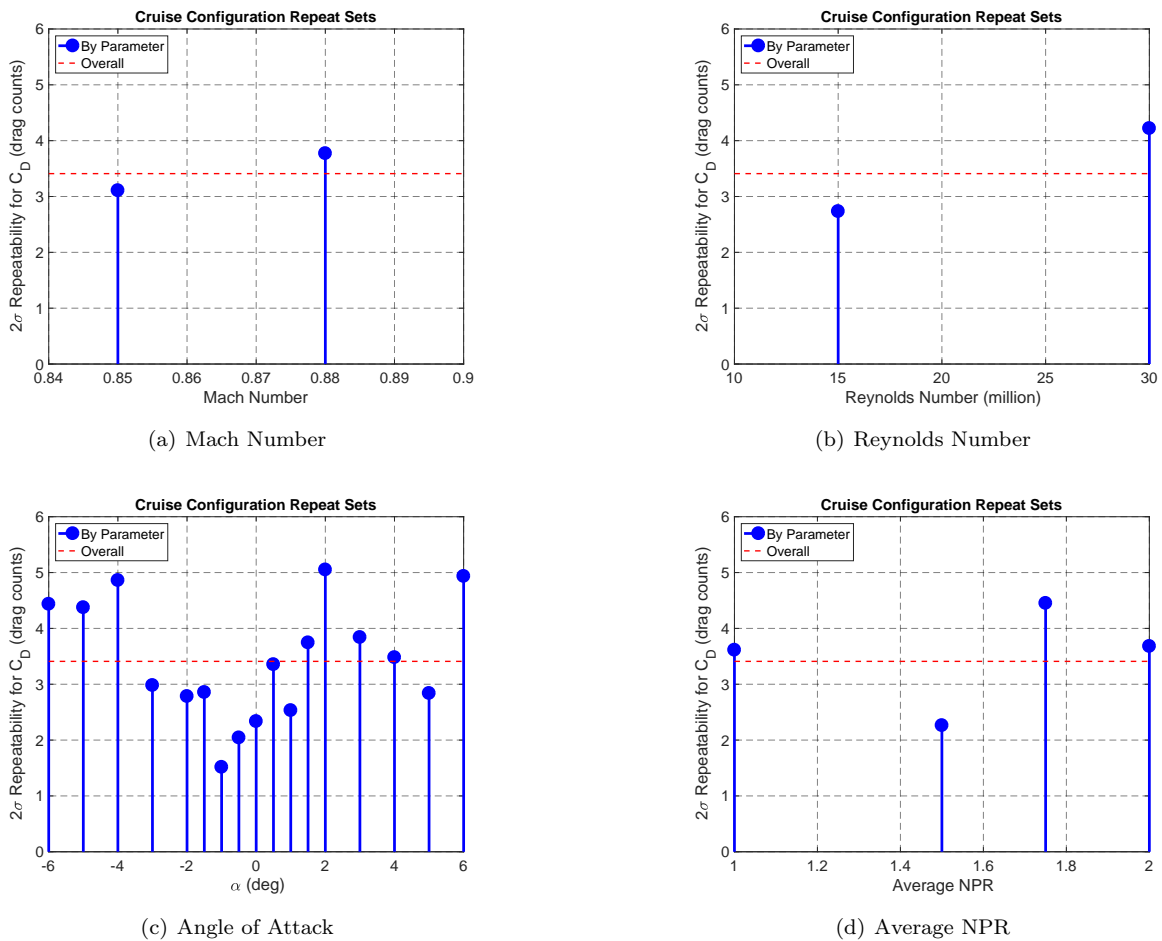 Cruise Configuration Repeat Sets
6
5
4
3
2
1
0
2σ Repeatability for C_D (drag counts)
By Parameter
Overall
0.84 0.85 0.86 0.87 0.88 0.89 0.9
Mach Number
(a) Mach Number
Cruise Configuration Repeat Sets
6
5
4
3
2
1
0
2σ Repeatability for C_D (drag counts)
By Parameter
Overall
10 15 20 25 30
Reynolds Number (million)
(b) Reynolds Number
Cruise Configuration Repeat Sets
6
5
4
3
2
1
0
2σ Repeatability for C_D (drag counts)
By Parameter
Overall
-6 -4 -2 0 2 4 6
α (deg)
(c) Angle of Attack
Cruise Configuration Repeat Sets
6
5
4
3
2
1
0
2σ Repeatability for C_D (drag counts)
By Parameter
Overall
1 1.2 1.4 1.6 1.8 2
Average NPR
(d) Average NPR